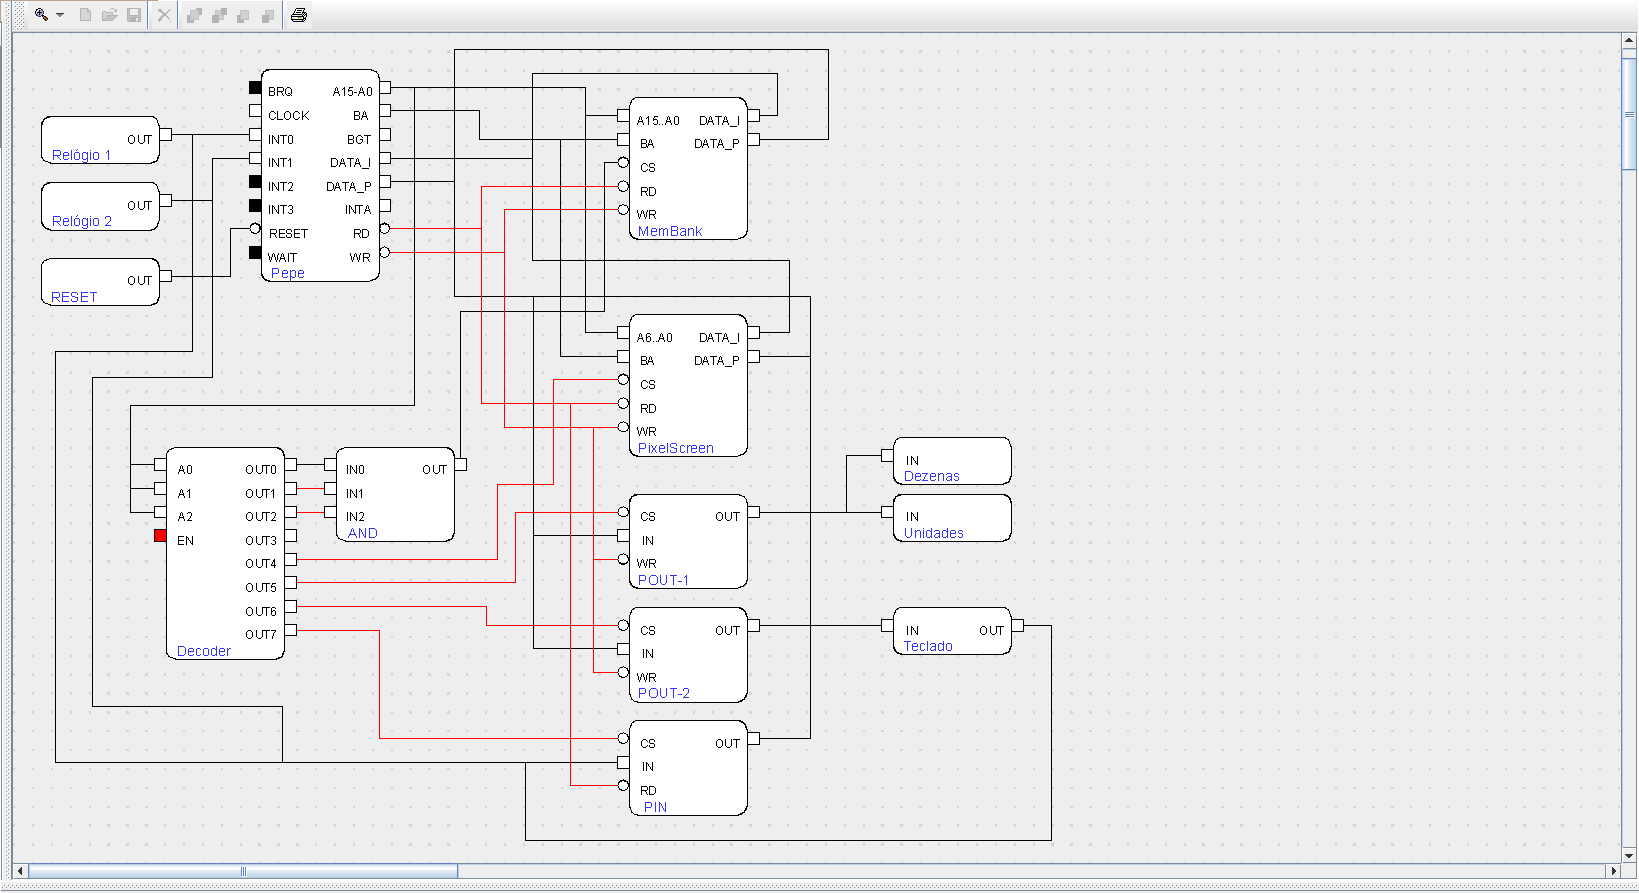 OUT
Relógio 1
OUT
Relógio 2
OUT
RESET
BRQ A15-A0
CLOCK BA
INT0 BGT
INT1 DATA_I
INT2 DATA_P
INT3 INTA
RESET RD
WAIT WR
Pepe
A15..A0 DATA_I
BA DATA_P
CS
RD
WR
MemBank
A6..A0 DATA_I
BA DATA_P
CS
RD
WR
PixelScreen
A0 OUT0
A1 OUT1
A2 OUT2
EN OUT3
OUT4
OUT5
OUT6
OUT7
Decoder
IN0 OUT
IN1
IN2
AND
CS OUT
IN
WR
POUT-1
IN
Dezenas
IN
Unidades
CS OUT
IN
WR
POUT-2
IN OUT
Teclado
CS OUT
IN
RD
PIN